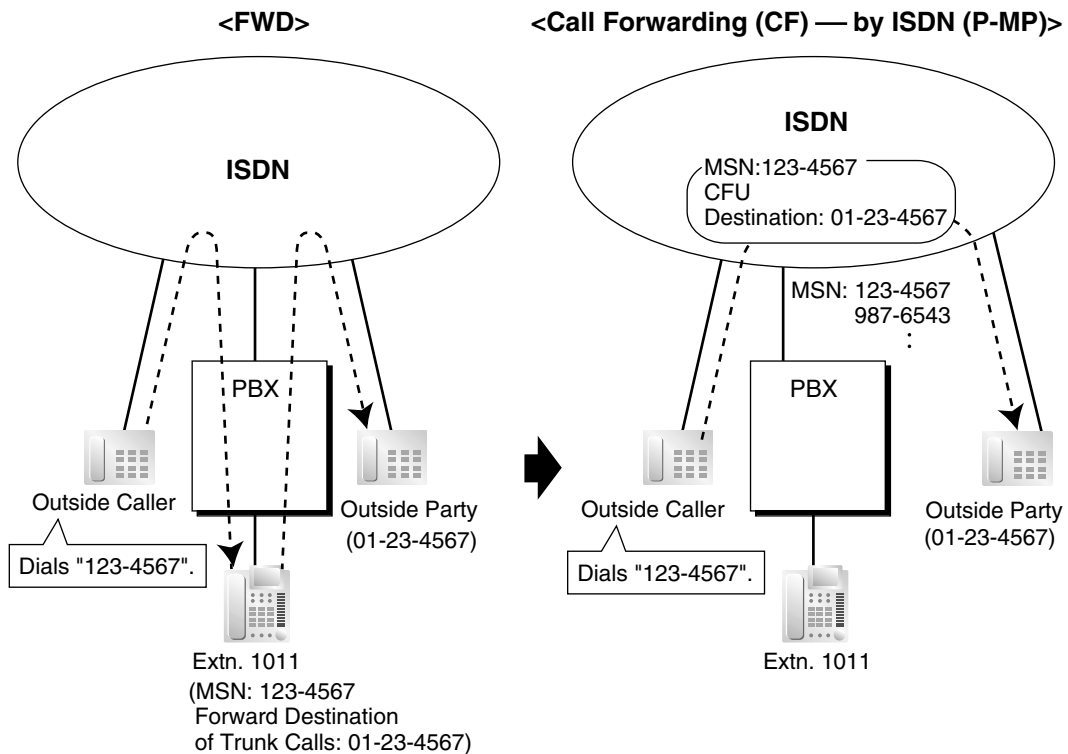 <FWD>
ISDN
PBX
Outside Caller
Dials "123-4567".
Outside Party
(01-23-4567)
Extn. 1011
(MSN: 123-4567
Forward Destination
of Trunk Calls: 01-23-4567)
<Call Forwarding (CF) — by ISDN (P-MP)>
ISDN
MSN:123-4567
CFU
Destination: 01-23-4567
MSN: 123-4567
987-6543
:
PBX
Outside Caller
Dials "123-4567".
Outside Party
(01-23-4567)
Extn. 1011